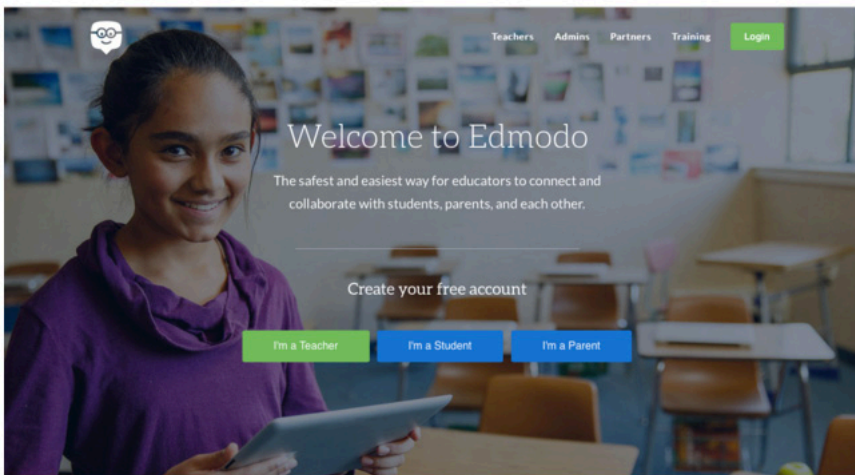 Teachers Admins Partners Training Login
Welcome to Edmodo
The safest and easiest way for educators to connect and
collaborate with students, parents, and each other.
Create your free account
I'm a Teacher I'm a Student I'm a Parent